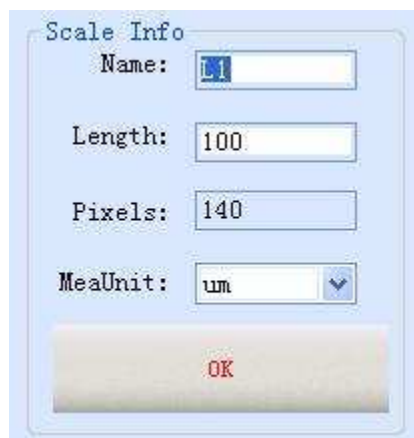 Scale Info
Name: L1
Length: 100
Pixels: 140
MeaUnit: um
OK